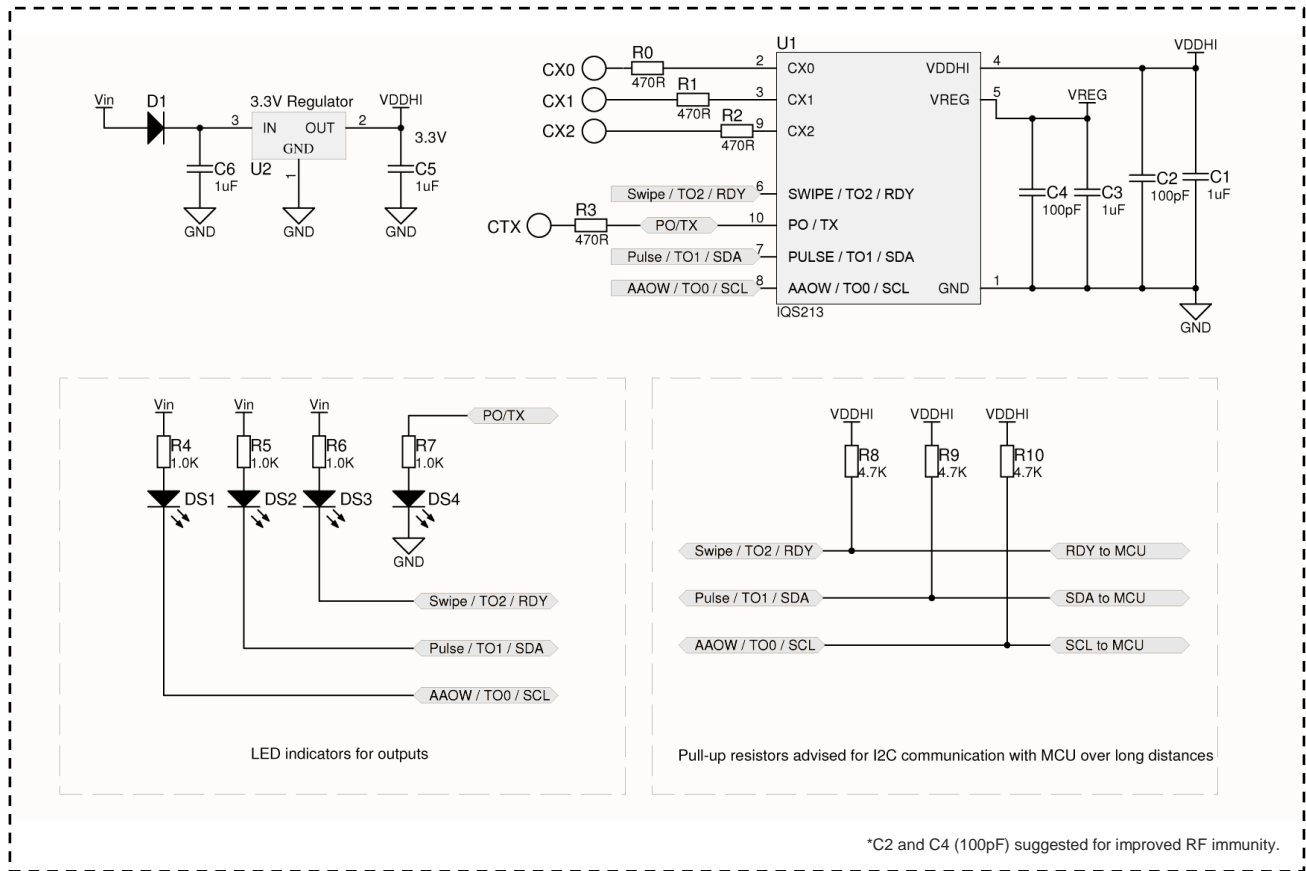 U1
VDDHI
R0
CX0
470R
2
CX0
VDDHI
4
R1
CX1
470R
3
CX1
VREG
5
VREG
R2
CX2
470R
9
CX2
Vin
D1
3.3V Regulator
VDDHI
3
IN
OUT
2
3.3V
GND
U2
1
C6
1uF
C5
1uF
GND
GND
GND
C4
100pF
C3
1uF
C2
100pF
C1
1uF
Swipe / TO2 / RDY
6
SWIPE / TO2 / RDY
CTX
R3
470R
PO/TX
10
PO / TX
Pulse / TO1 / SDA
7
PULSE / TO1 / SDA
AAOW / TO0 / SCL
8
AAOW / TO0 / SCL
GND
1
IQS213
GND
Vin
Vin
Vin
PO/TX
R4
1.0K
R5
1.0K
R6
1.0K
R7
1.0K
DS1
DS2
DS3
DS4
GND
Swipe / TO2 / RDY
Pulse / TO1 / SDA
AAOW / TO0 / SCL
LED indicators for outputs
VDDHI
VDDHI
VDDHI
R8
4.7K
R9
4.7K
R10
4.7K
Swipe / TO2 / RDY
RDY to MCU
Pulse / TO1 / SDA
SDA to MCU
AAOW / TO0 / SCL
SCL to MCU
Pull-up resistors advised for I2C communication with MCU over long distances
*C2 and C4 (100pF) suggested for improved RF immunity.